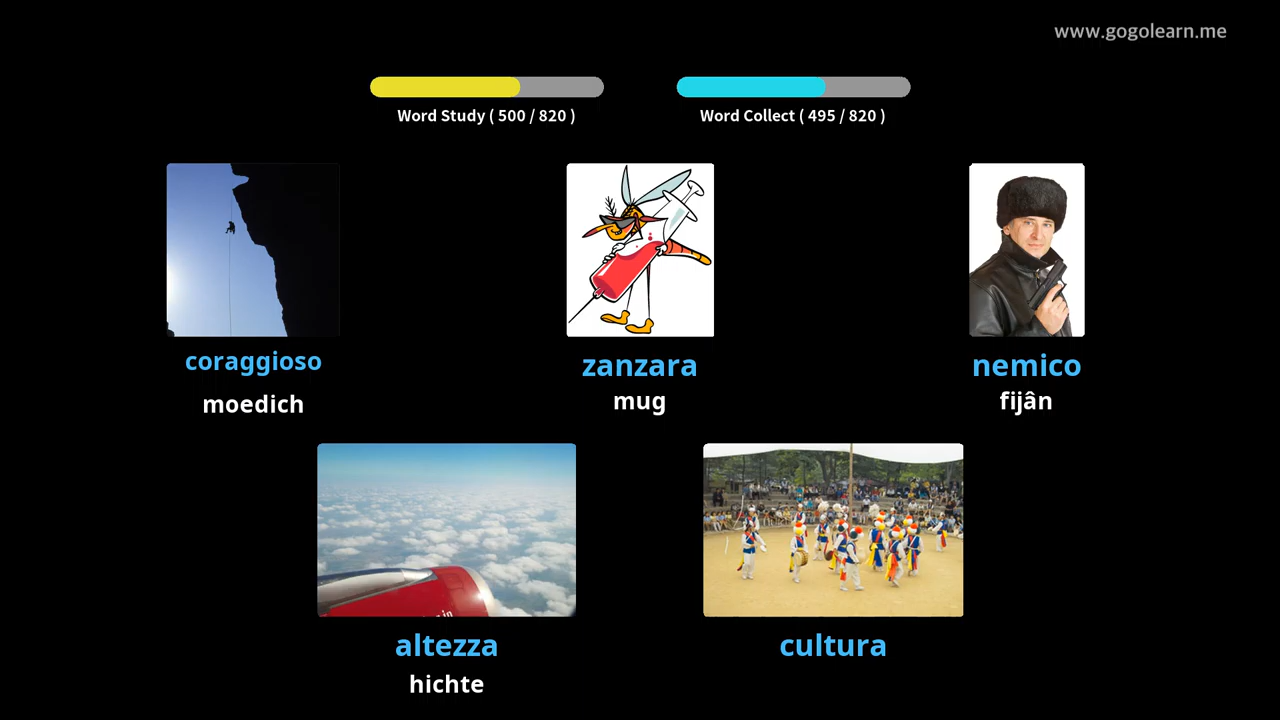 www.gogolearn.me
Word Study ( 500 / 820 )
Word Collect ( 495 / 820 )
coraggioso
moedich
zanzara
mug
nemico
fijân
altezza
hichte
cultura